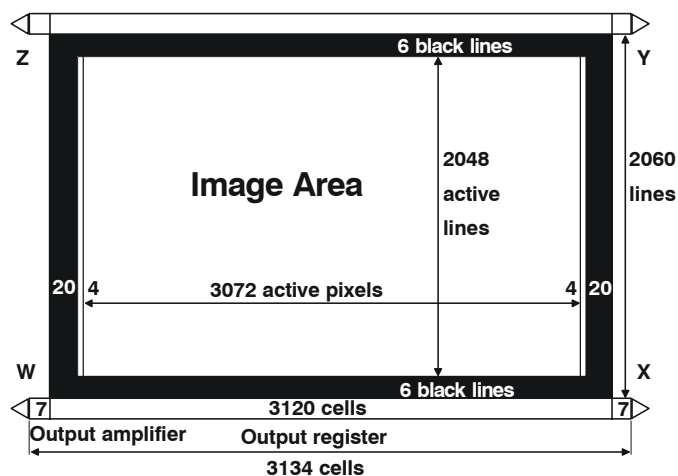 6 black lines
Z
Y
2048
active
lines
2060
lines
Image Area
20
4
3072 active pixels
4
20
W
6 black lines
X
7
3120 cells
7
Output amplifier
Output register
3134 cells